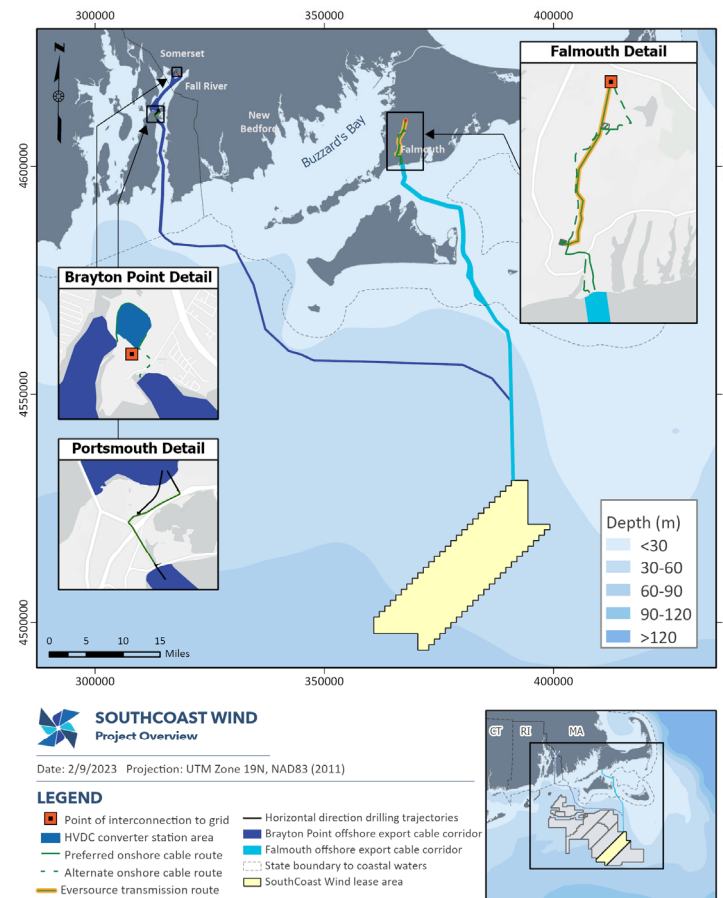 300000 350000 400000
Falmouth Detail
Somerset
Fall River
New
Bedford
Buzzard's Bay
Falmouth
4600000
4550000
4500000
N
Brayton Point Detail
Portsmouth Detail
Depth (m)
<30
30-60
60-90
90-120
>120
0 5 10 15
Miles
300000 350000 400000
SOUTHCOAST WIND
Project Overview
Date: 2/9/2023 Projection: UTM Zone 19N, NAD83 (2011)
LEGEND
Point of interconnection to grid
HVDC converter station area
Preferred onshore cable route
Alternate onshore cable route
Eversource transmission route
Horizontal direction drilling trajectories
Brayton Point offshore export cable corridor
Falmouth offshore export cable corridor
State boundary to coastal waters
SouthCoast Wind lease area
CT RI MA